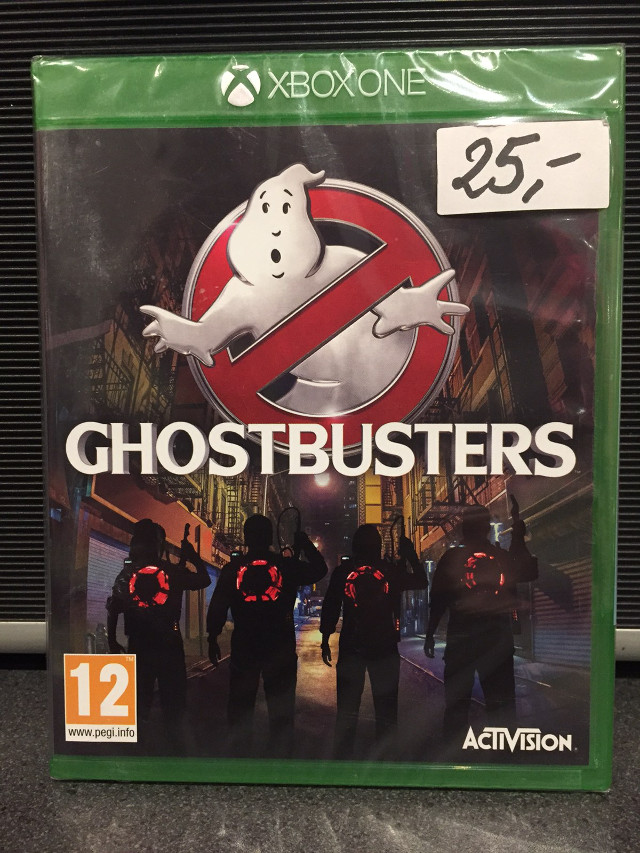 XBOX ONE
25,-
GHOSTBUSTERS
12
www.pegi.info
ACTIVISION